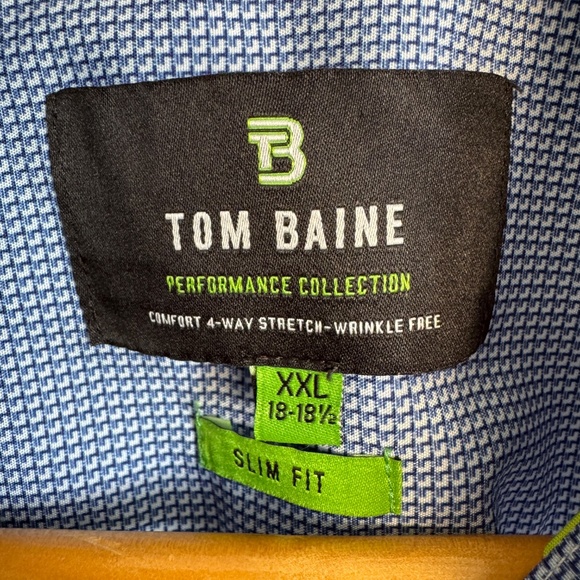 TB
TOM BAINE
PERFORMANCE COLLECTION
COMFORT 4-WAY STRETCH-WRINKLE FREE
XXL
18-18½
SLIM FIT